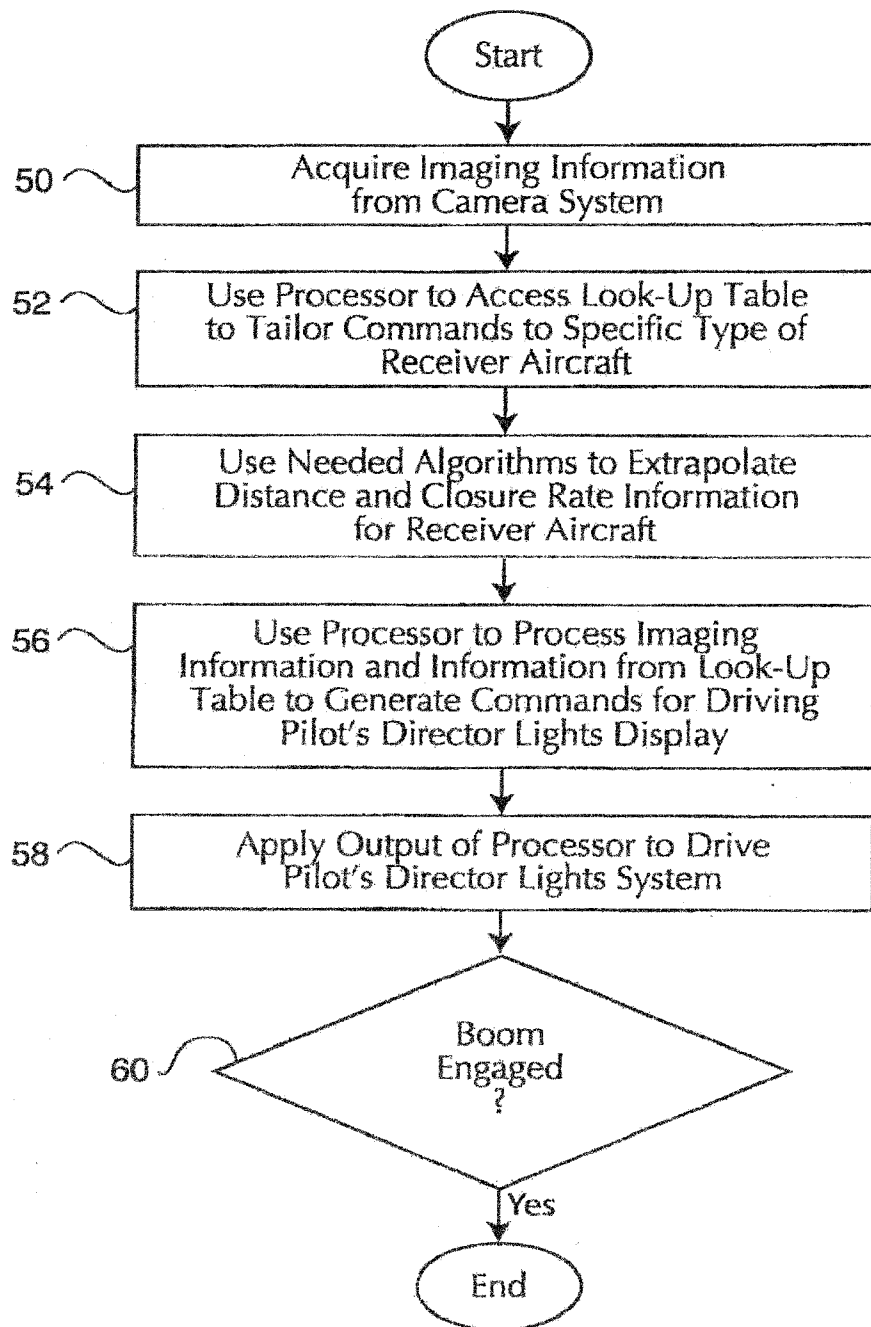 Start
50
Acquire Imaging Information
from Camera System
52
Use Processor to Access Look-Up Table
to Tailor Commands to Specific Type of
Receiver Aircraft
54
Use Needed Algorithms to Extrapolate
Distance and Closure Rate Information
for Receiver Aircraft
56
Use Processor to Process Imaging
Information and Information from Look-Up
Table to Generate Commands for Driving
Pilot's Director Lights Display
58
Apply Output of Processor to Drive
Pilot's Director Lights System
60
Boom
Engaged
?
Yes
End